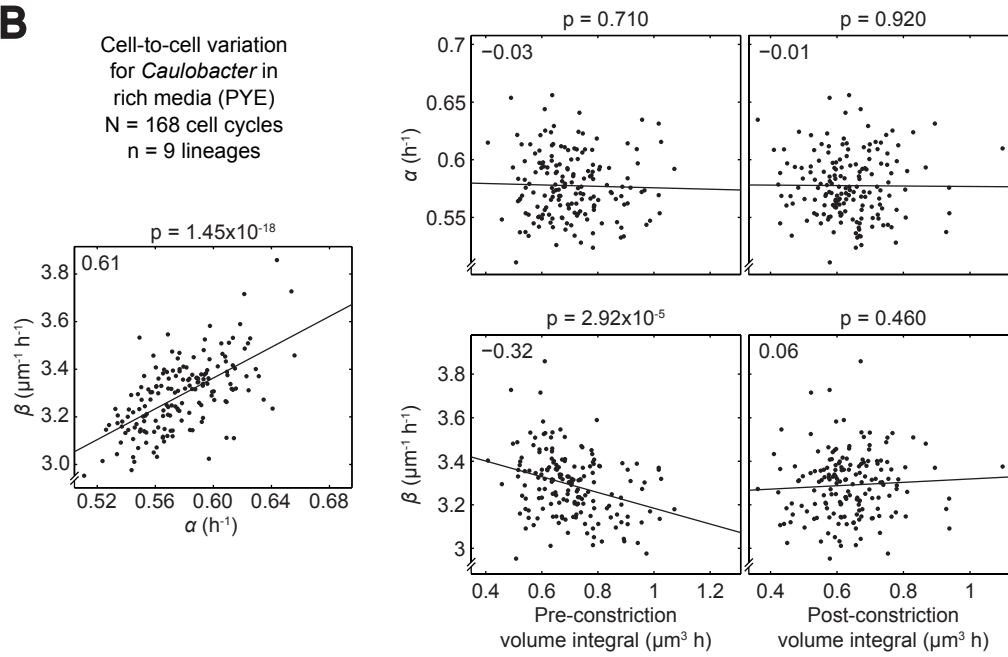 B
Cell-to-cell variation
for Caulobacter in
rich media (PYE)
N = 168 cell cycles
n = 9 lineages
p = 1.45x10⁻¹⁸
0.61
3.8
3.6
3.4
3.2
3.0
β (µm⁻¹ h⁻¹)
0.52 0.56 0.60 0.64 0.68
α (h⁻¹)
p = 0.710
−0.03
0.7
0.65
0.6
0.55
α (h⁻¹)
p = 0.920
−0.01
p = 2.92x10⁻⁵
−0.32
3.8
3.6
3.4
3.2
3
β (µm⁻¹ h⁻¹)
0.4 0.6 0.8 1 1.2
Pre-constriction
volume integral (µm³ h)
p = 0.460
0.06
0.4 0.6 0.8 1
Post-constriction
volume integral (µm³ h)